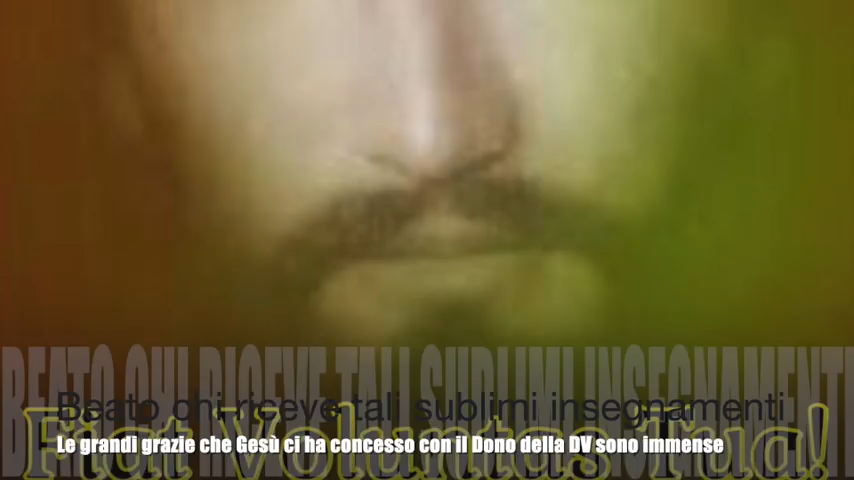 BEATO CHI RICEVE TALI SUBLIMI INSEGNAMENTI
Beato chi riceve tali sublimi insegnamenti
Fiat Voluntas Tua!
Le grandi grazie che Gesù ci ha concesso con il Dono della DV sono immense